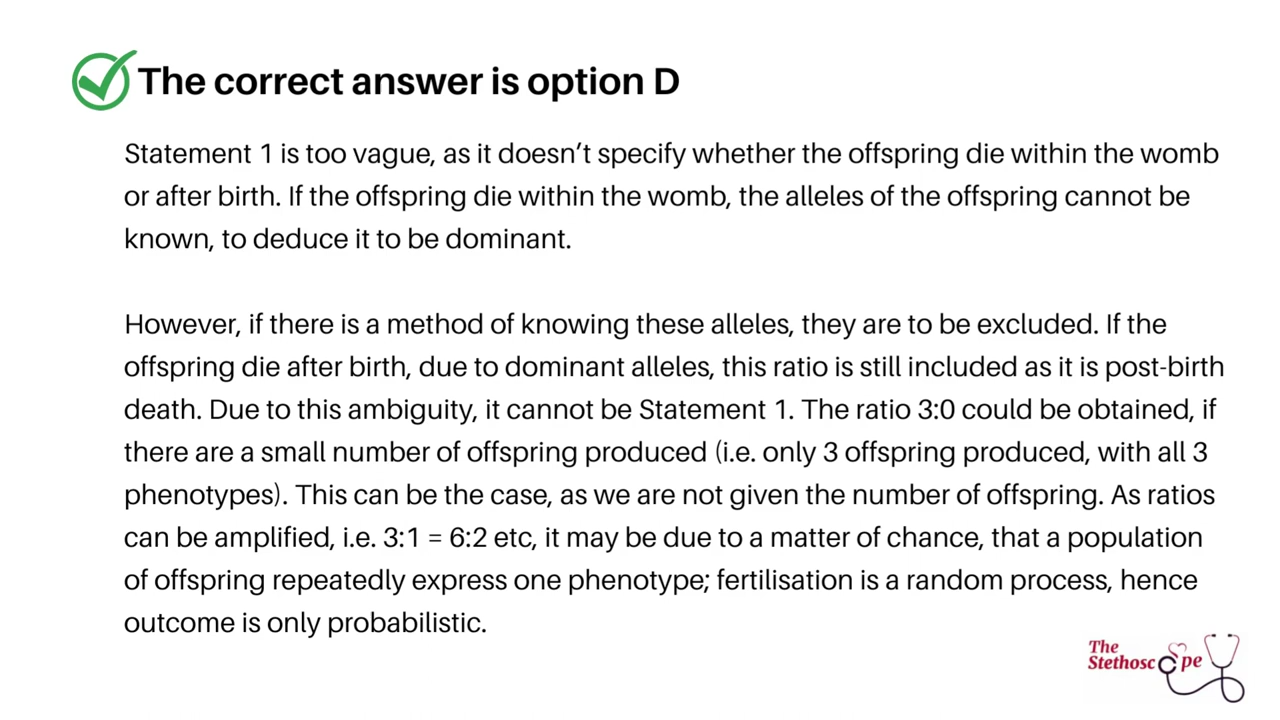 The correct answer is option D
Statement 1 is too vague, as it doesn’t specify whether the offspring die within the womb
or after birth. If the offspring die within the womb, the alleles of the offspring cannot be
known, to deduce it to be dominant.
However, if there is a method of knowing these alleles, they are to be excluded. If the
offspring die after birth, due to dominant alleles, this ratio is still included as it is post-birth
death. Due to this ambiguity, it cannot be Statement 1. The ratio 3:0 could be obtained, if
there are a small number of offspring produced (i.e. only 3 offspring produced, with all 3
phenotypes). This can be the case, as we are not given the number of offspring. As ratios
can be amplified, i.e. 3:1 = 6:2 etc, it may be due to a matter of chance, that a population
of offspring repeatedly express one phenotype; fertilisation is a random process, hence
outcome is only probabilistic.
The
Stethoscope